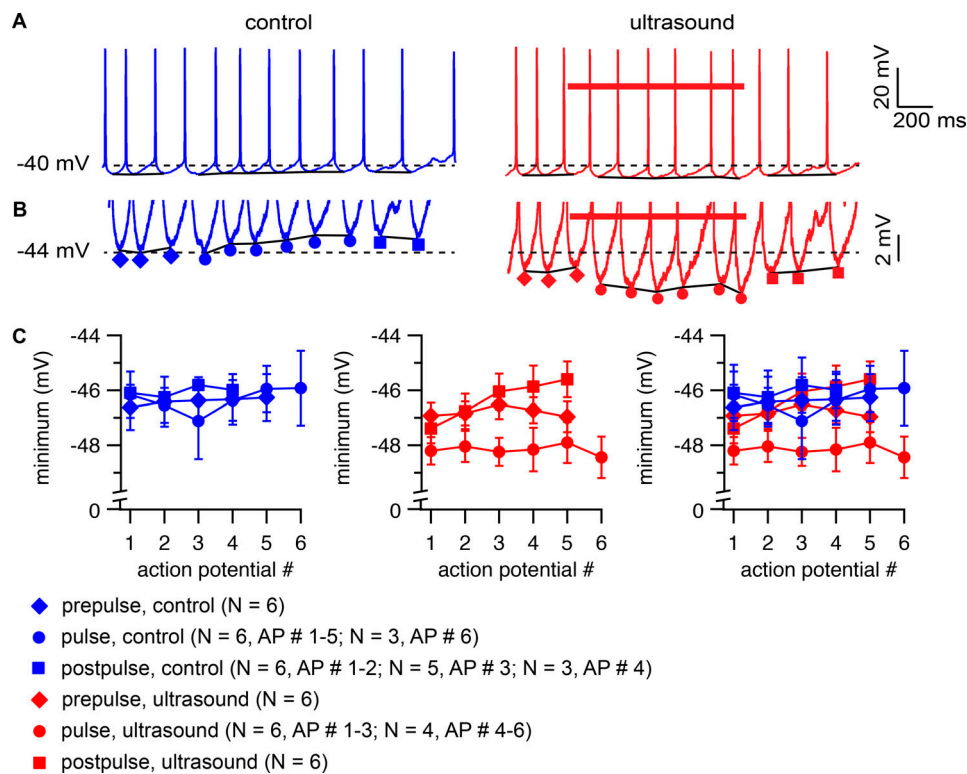 A
control
ultrasound
20 mV
200 ms
-40 mV
B
-44 mV
2 mV
C
-44
-46
-48
0
minimum (mV)
1 2 3 4 5 6
action potential #
-44
-46
-48
0
minimum (mV)
1 2 3 4 5 6
action potential #
-44
-46
-48
0
minimum (mV)
1 2 3 4 5 6
action potential #
prepulse, control (N = 6)
pulse, control (N = 6, AP # 1-5; N = 3, AP # 6)
postpulse, control (N = 6, AP # 1-2; N = 5, AP # 3; N = 3, AP # 4)
prepulse, ultrasound (N = 6)
pulse, ultrasound (N = 6, AP # 1-3; N = 4, AP # 4-6)
postpulse, ultrasound (N = 6)